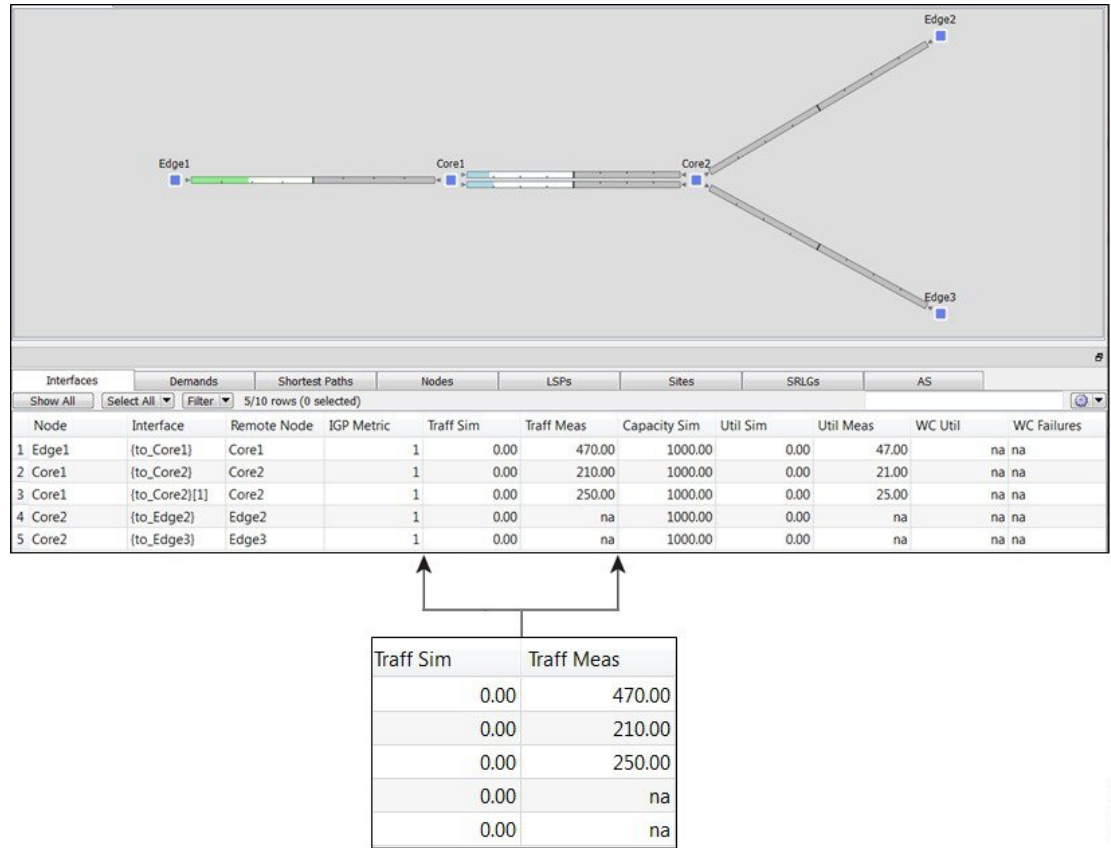 Edge2
Edge1
Core1
Core2
Edge3
Interfaces Demands Shortest Paths Nodes LSPs Sites SRLGs AS
Show All Select All Filter 5/10 rows (0 selected)
Node Interface Remote Node IGP Metric Traff Sim Traff Meas Capacity Sim Util Sim Util Meas WC Util WC Failures
1 Edge1 {to_Core1} Core1 1 0.00 470.00 1000.00 0.00 47.00 na na
2 Core1 {to_Core2} Core2 1 0.00 210.00 1000.00 0.00 21.00 na na
3 Core1 {to_Core2}[1] Core2 1 0.00 250.00 1000.00 0.00 25.00 na na
4 Core2 {to_Edge2} Edge2 1 0.00 na 1000.00 0.00 na na na
5 Core2 {to_Edge3} Edge3 1 0.00 na 1000.00 0.00 na na na
Traff Sim Traff Meas
0.00 470.00
0.00 210.00
0.00 250.00
0.00 na
0.00 na